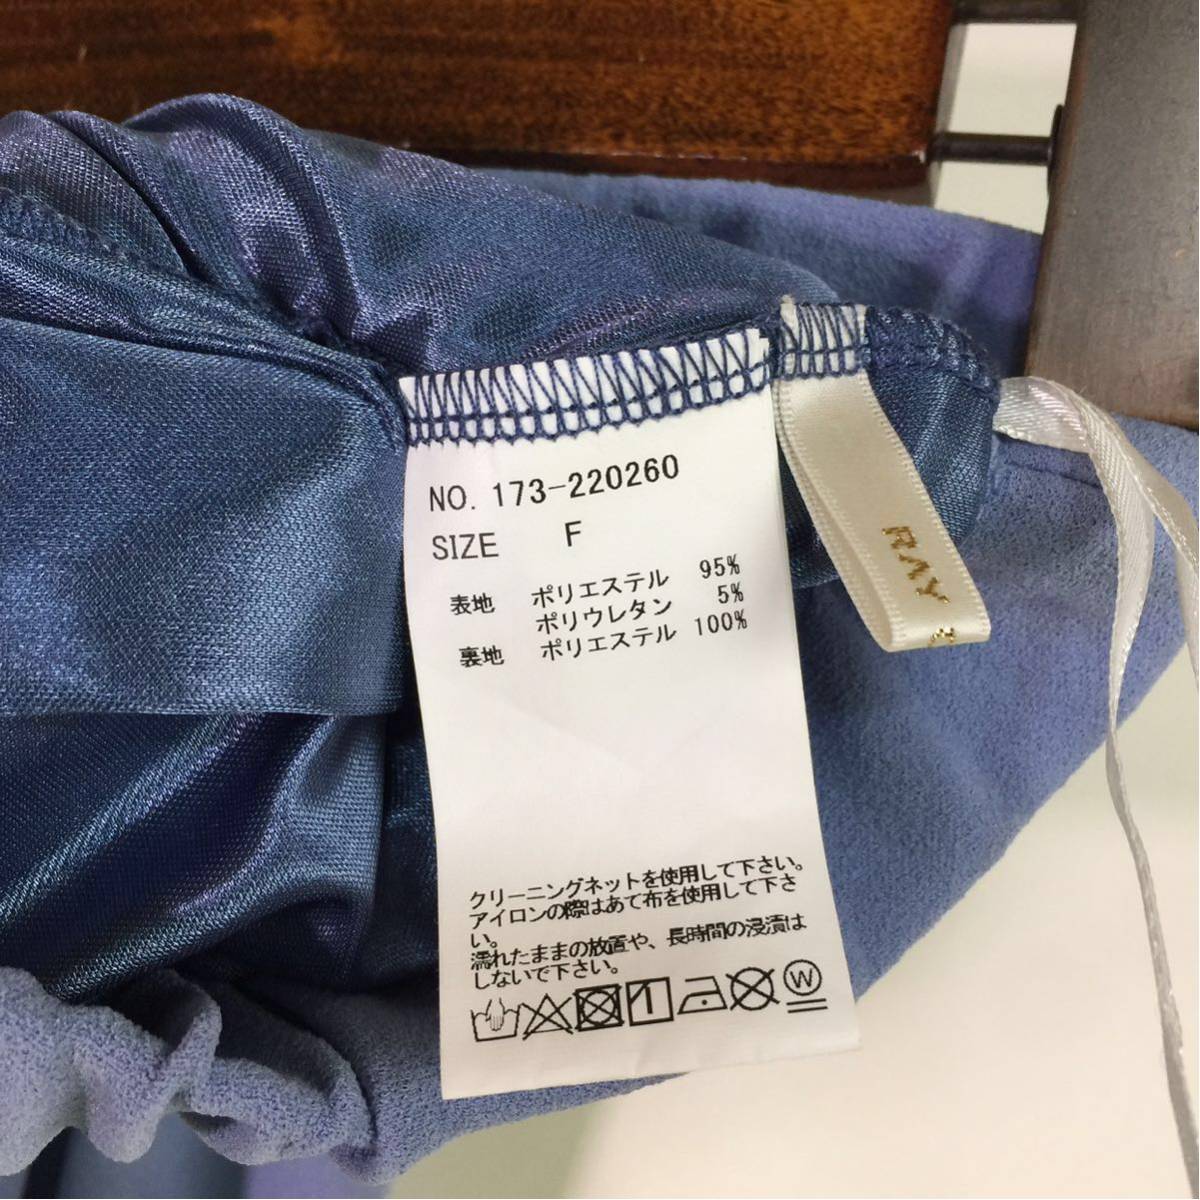 NO. 173-220260
SIZE F
表地 ポリエステル 95%
ポリウレタン 5%
裏地 ポリエステル 100%
クリーニングネットを使用して下さい。
アイロンの際はあて布を使用して下さ
い。
濡れたままの放置や、長時間の浸漬は
しないで下さい。
W
RAY